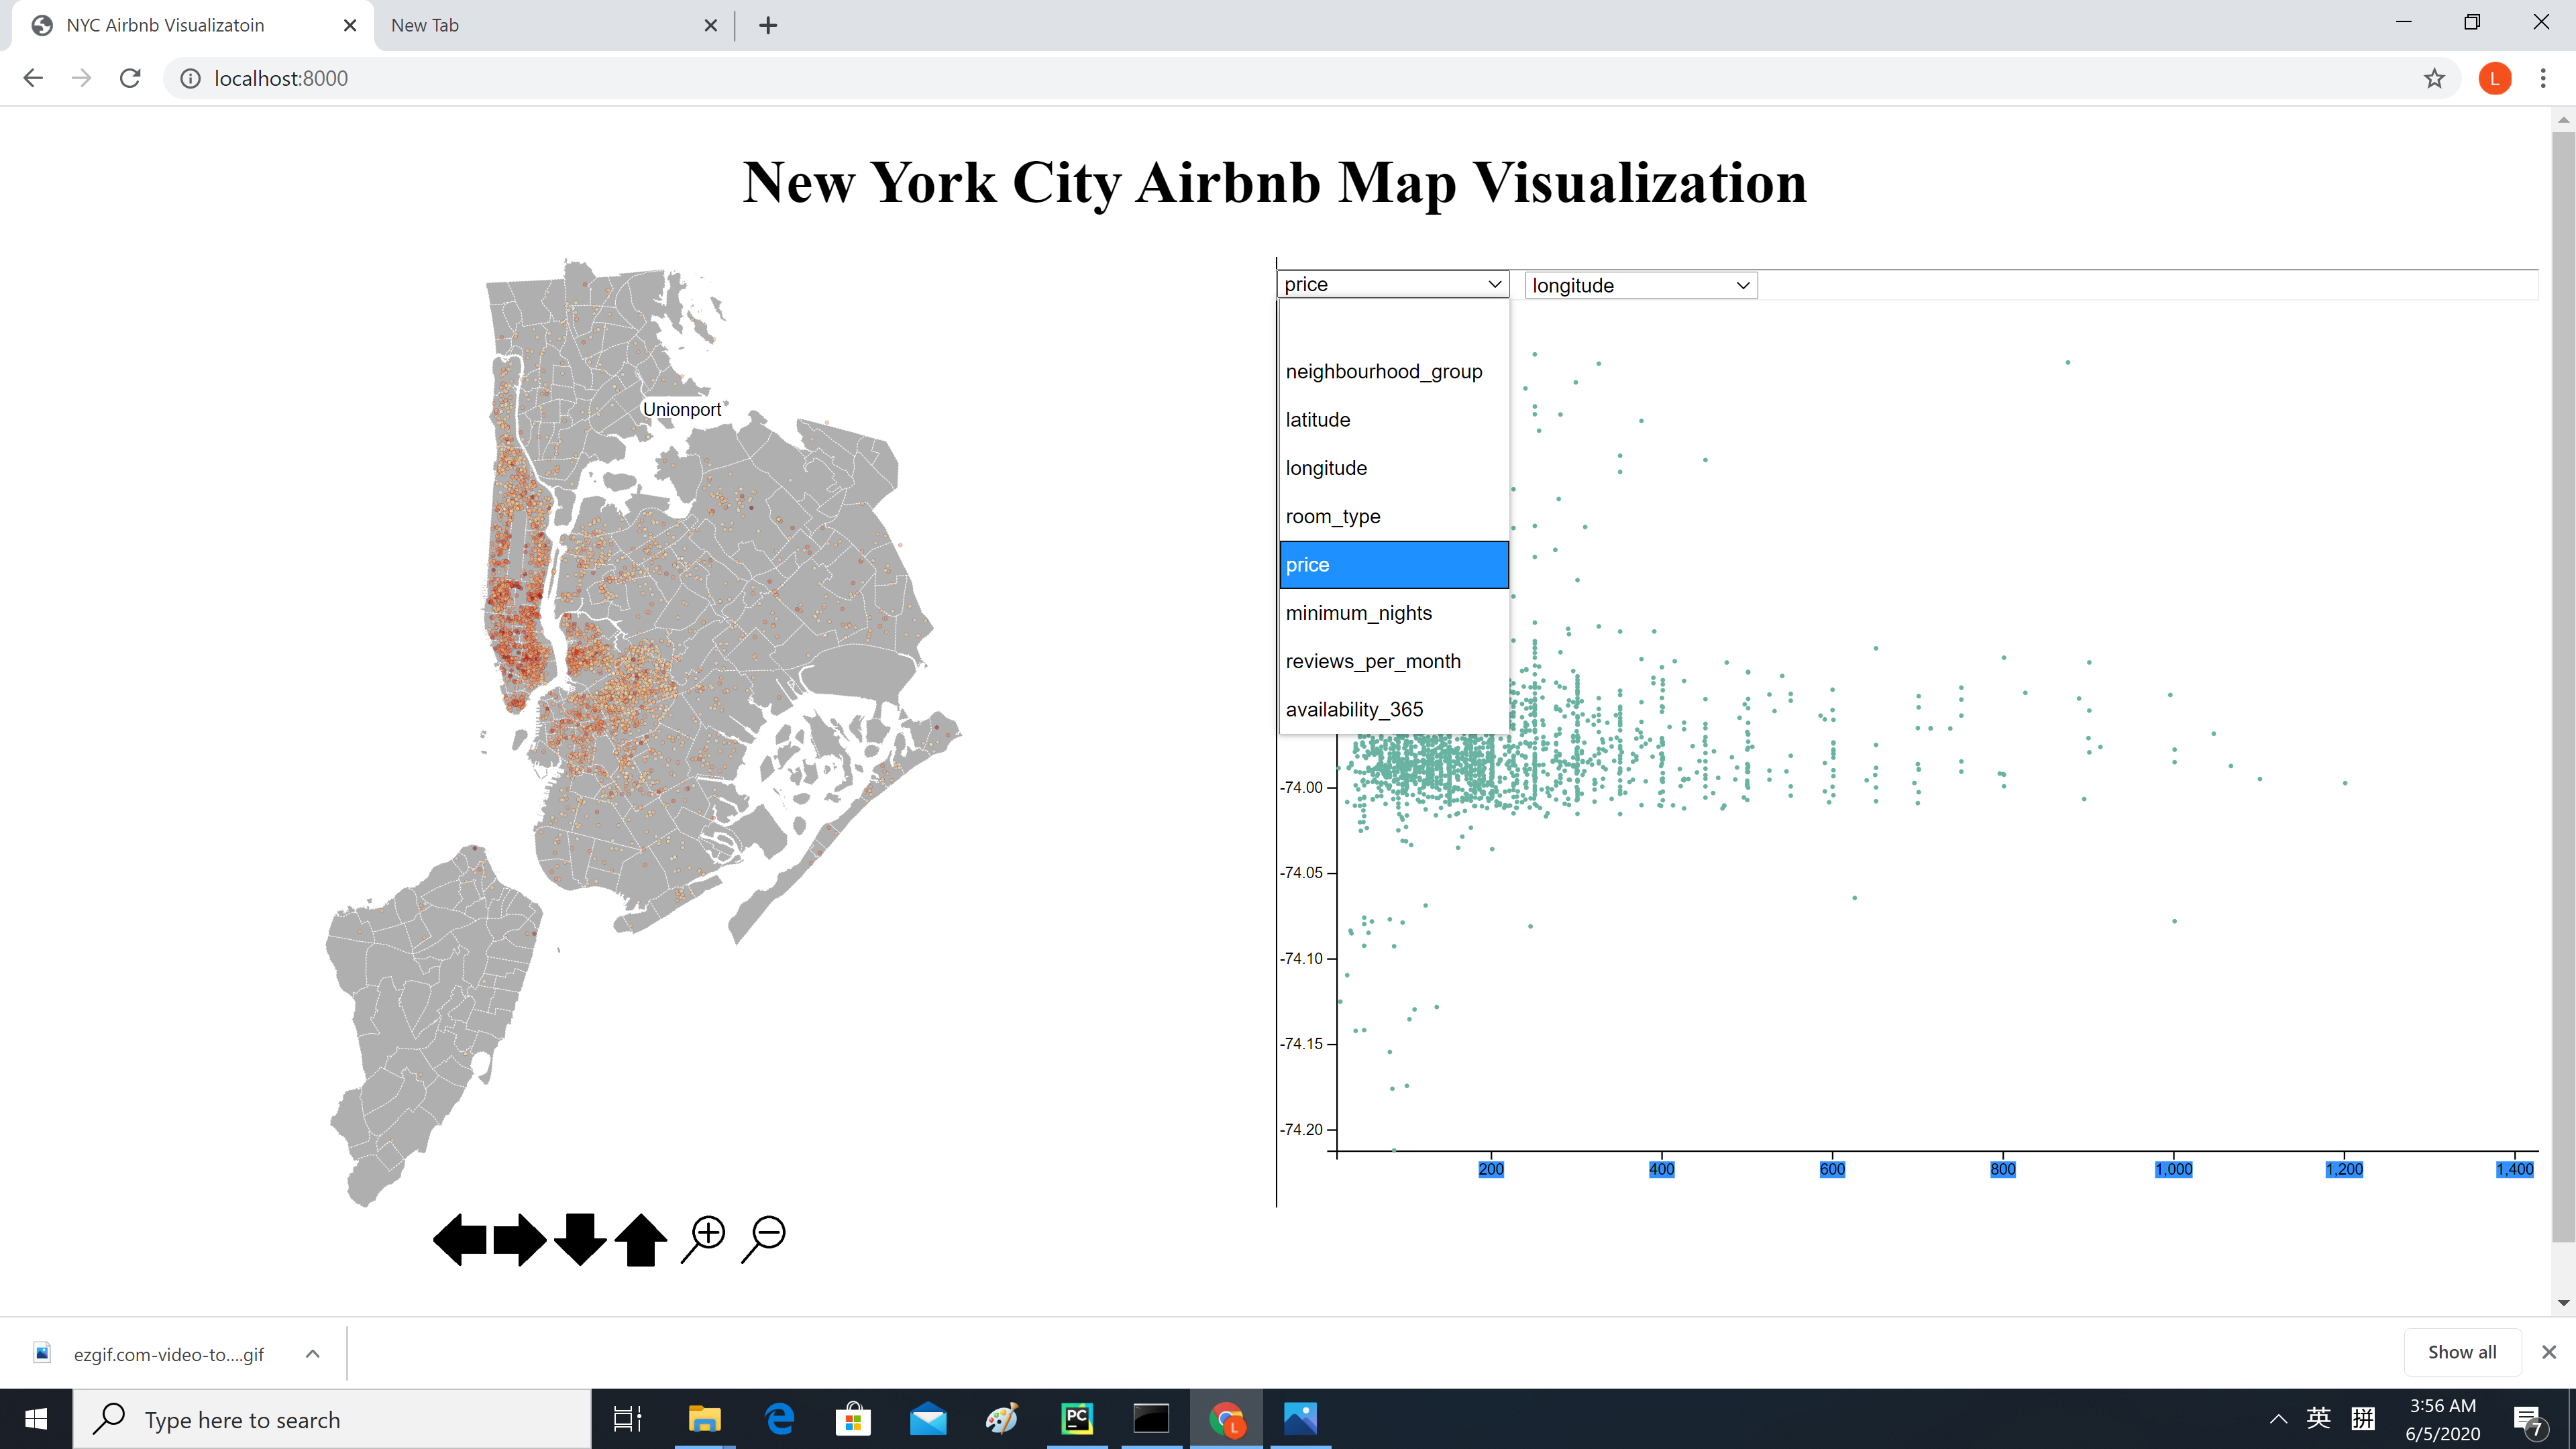 NYC Airbnb Visualizatoin
New Tab
localhost:8000
L
New York City Airbnb Map Visualization
price
longitude
neighbourhood_group
latitude
longitude
room_type
price
minimum_nights
reviews_per_month
availability_365
Unionport
-74.00
-74.05
-74.10
-74.15
-74.20
200 400 600 800 1,000 1,200 1,400
ezgif.com-video-to....gif
Show all
Type here to search
PC
L
英
拼
3:56 AM
6/5/2020
7